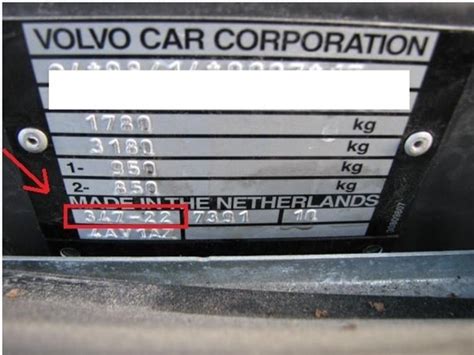 VOLVO CAR CORPORATION
1780 kg
3180 kg
1- 950 kg
2- 850 kg
MADE IN THE NETHERLANDS
347-22 7391 10
4AY1AZ